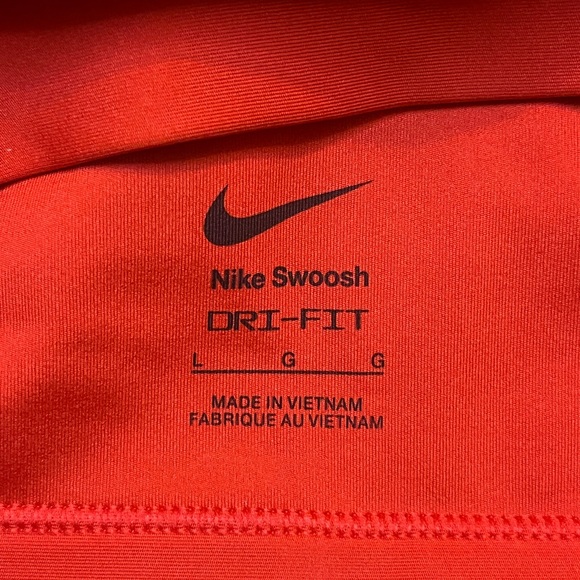 Nike Swoosh
DRI-FIT
L G G
MADE IN VIETNAM
FABRIQUE AU VIETNAM